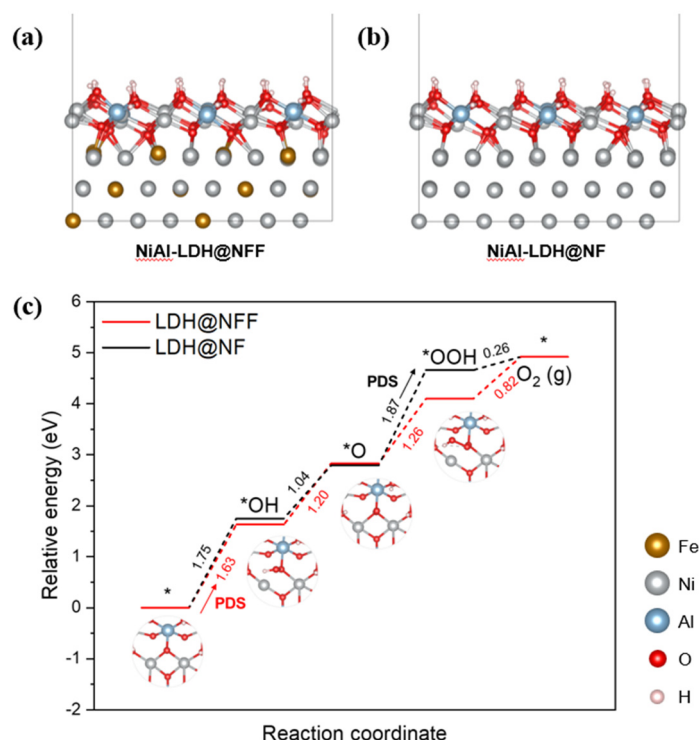 (a)
(b)
NiAl-LDH@NFF
NiAl-LDH@NF
(c)
LDH@NFF
LDH@NF
Relative energy (eV)
6
5
4
3
2
1
0
-1
-2
*
1.75
1.63
PDS
*OH
1.04
1.20
*O
PDS
1.87
1.26
*OOH
0.26
0.82
*
O₂ (g)
Reaction coordinate
Fe
Ni
Al
O
H